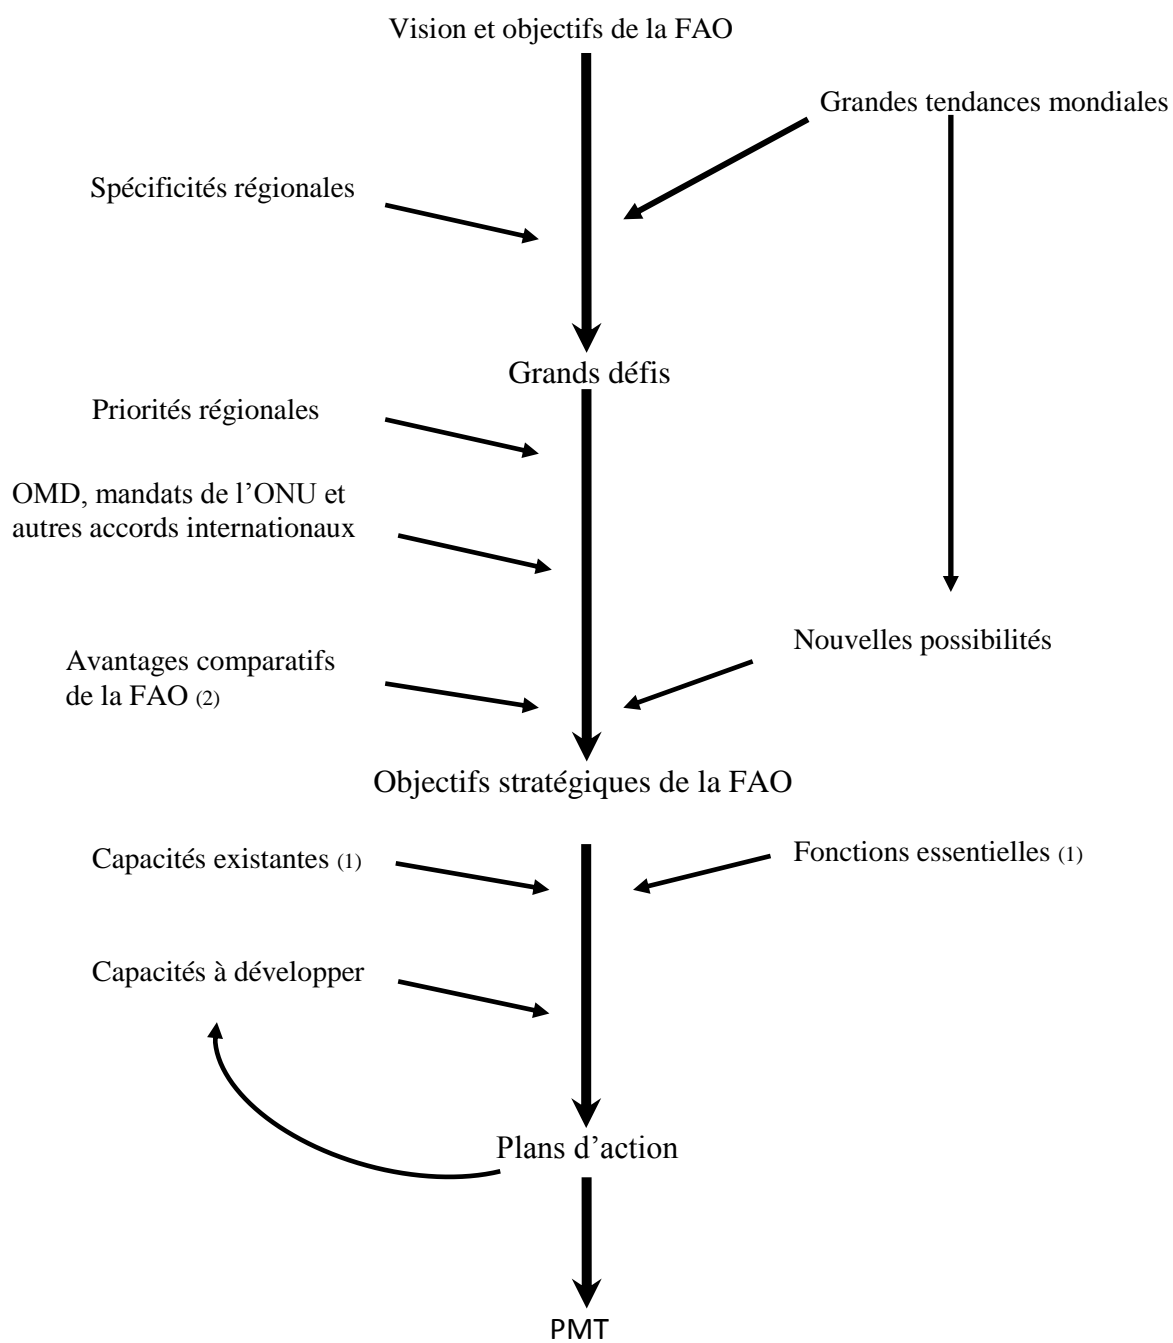 Vision et objectifs de la FAO
Grandes tendances mondiales
Spécificités régionales
Grands défis
Priorités régionales
OMD, mandats de l’ONU et
autres accords internationaux
Nouvelles possibilités
Avantages comparatifs
de la FAO (2)
Objectifs stratégiques de la FAO
Capacités existantes (1)
Fonctions essentielles (1)
Capacités à développer
Plans d’action
PMT